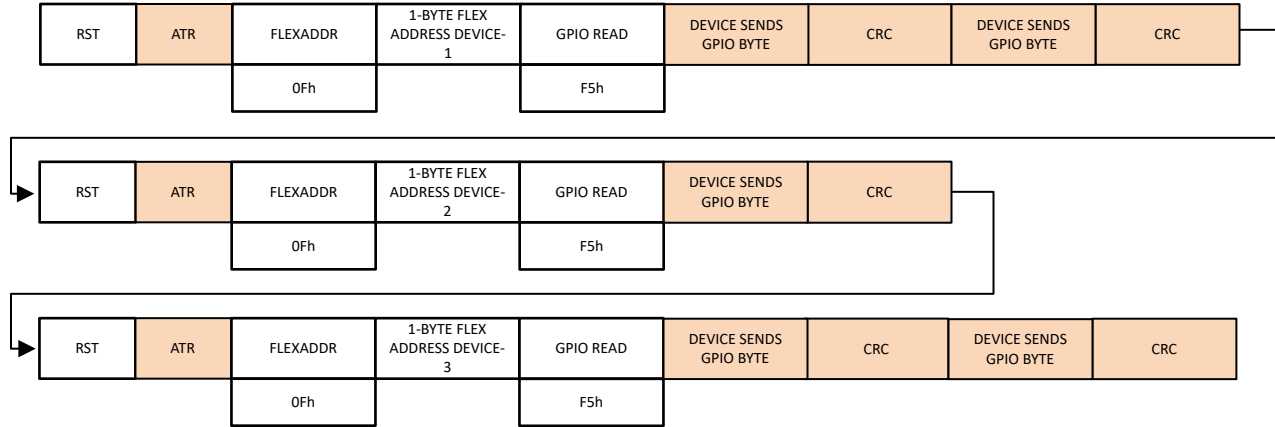 RST
ATR
FLEXADDR
1-BYTE FLEX
ADDRESS DEVICE-
1
GPIO READ
DEVICE SENDS
GPIO BYTE
CRC
DEVICE SENDS
GPIO BYTE
CRC
0Fh
F5h
RST
ATR
FLEXADDR
1-BYTE FLEX
ADDRESS DEVICE-
2
GPIO READ
DEVICE SENDS
GPIO BYTE
CRC
0Fh
F5h
RST
ATR
FLEXADDR
1-BYTE FLEX
ADDRESS DEVICE-
3
GPIO READ
DEVICE SENDS
GPIO BYTE
CRC
DEVICE SENDS
GPIO BYTE
CRC
0Fh
F5h